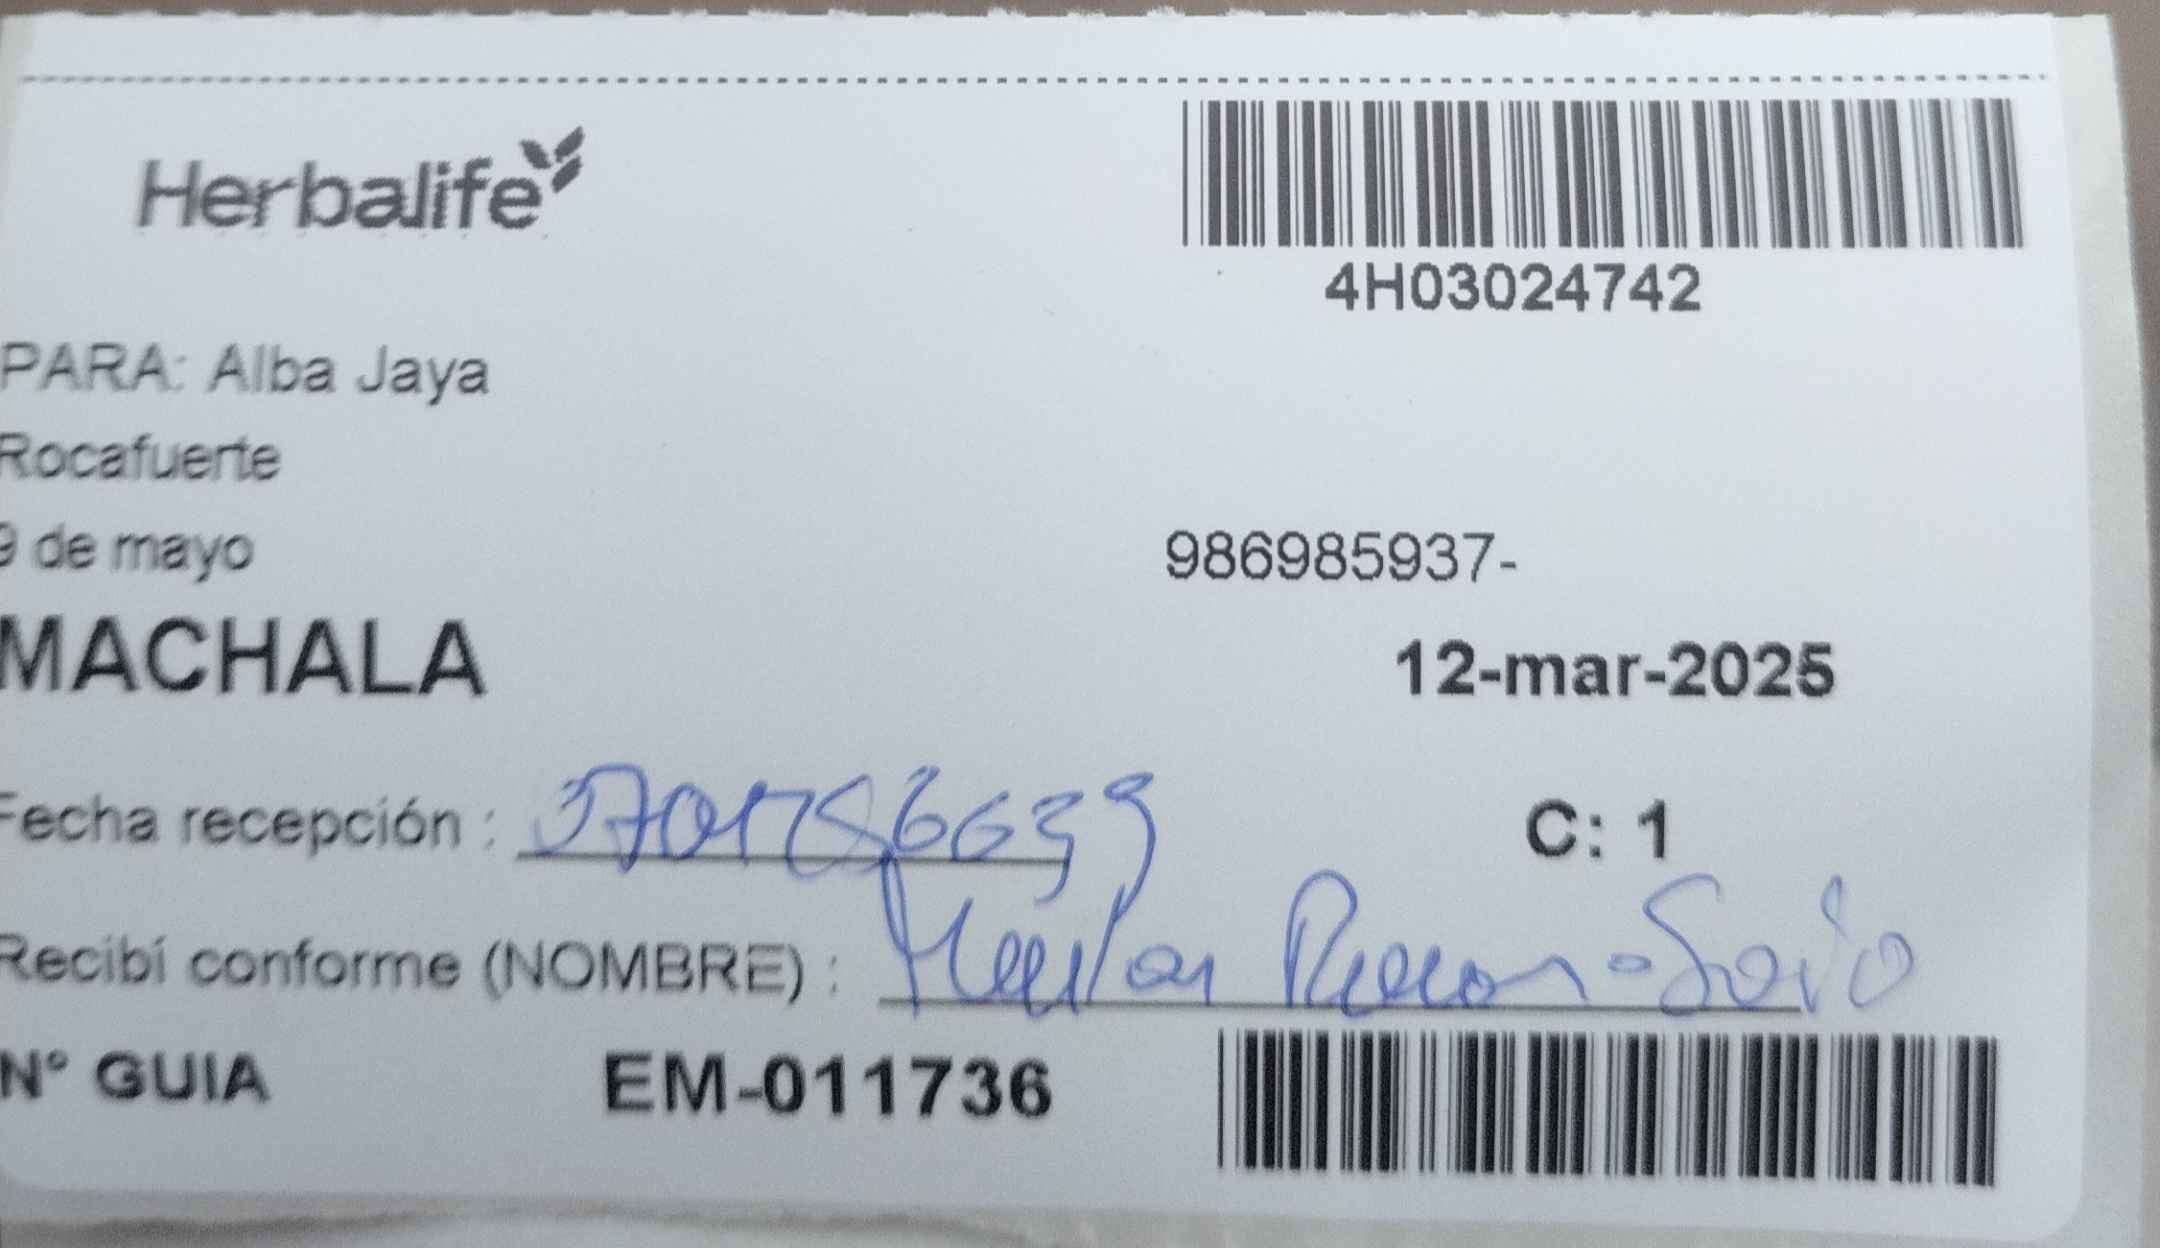 Herbalife
4H03024742
PARA: Alba Jaya
Rocafuerte
9 de mayo
986985937-
MACHALA
12-mar-2025
Fecha recepción :
C: 1
Recibí conforme (NOMBRE) :
N° GUIA EM-011736